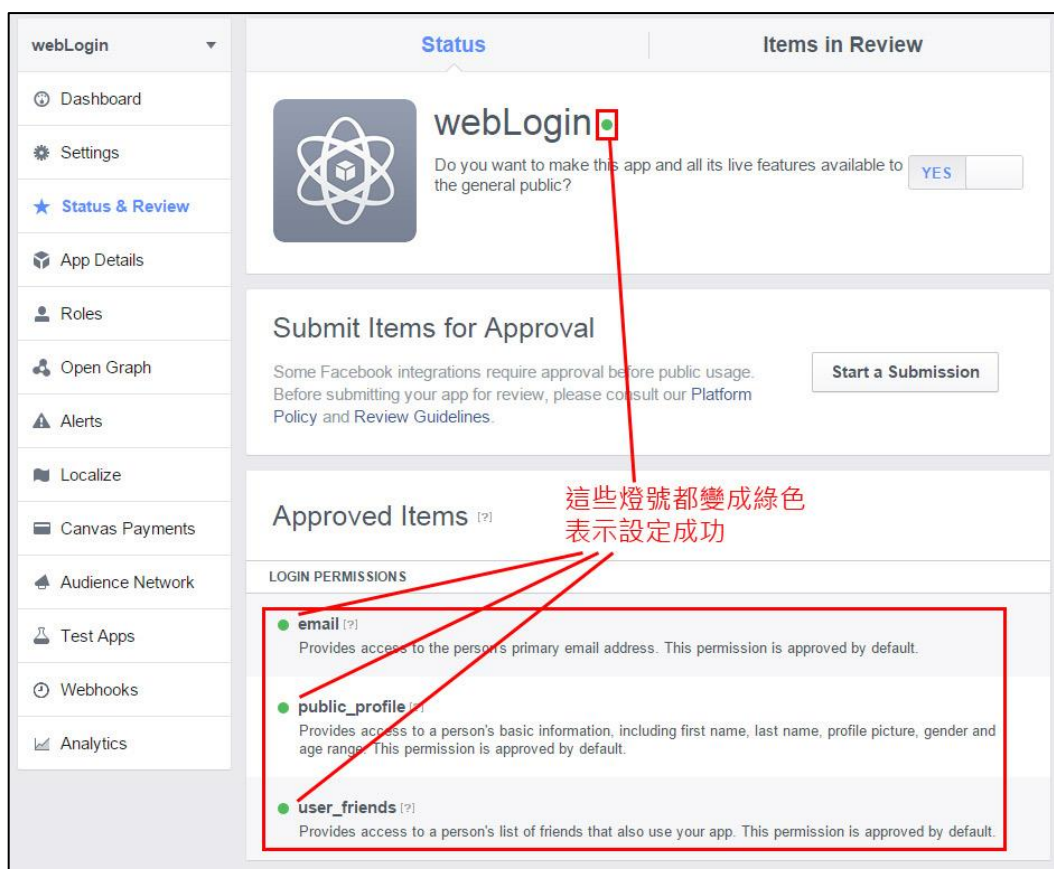 webLogin
Dashboard
Settings
Status & Review
App Details
Roles
Open Graph
Alerts
Localize
Canvas Payments
Audience Network
Test Apps
Webhooks
Analytics
Status
Items in Review
webLogin
Do you want to make this app and all its live features available to
the general public?
YES
Submit Items for Approval
Some Facebook integrations require approval before public usage.
Before submitting your app for review, please consult our Platform
Policy and Review Guidelines.
Start a Submission
這些燈號都變成綠色
表示設定成功
Approved Items [?]
LOGIN PERMISSIONS
email [?]
Provides access to the person's primary email address. This permission is approved by default.
public_profile [?]
Provides access to a person's basic information, including first name, last name, profile picture, gender and
age range. This permission is approved by default.
user_friends [?]
Provides access to a person's list of friends that also use your app. This permission is approved by default.